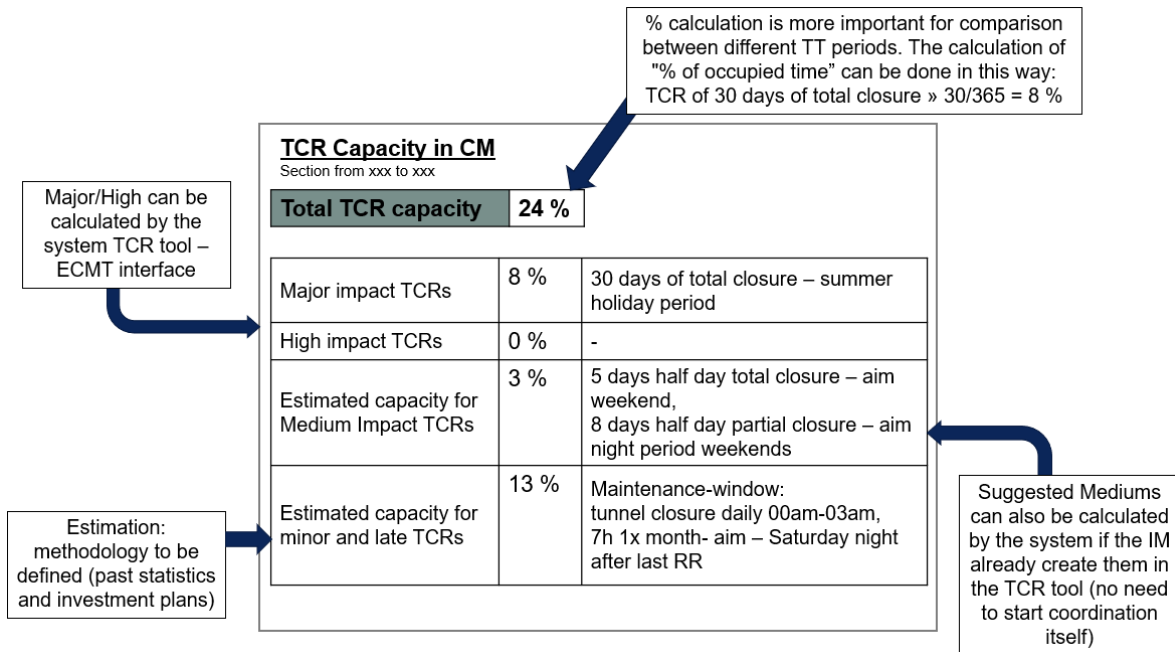 % calculation is more important for comparison
between different TT periods. The calculation of
"% of occupied time” can be done in this way:
TCR of 30 days of total closure » 30/365 = 8 %
TCR Capacity in CM
Section from xxx to xxx
Total TCR capacity 24 %
Major/High can be
calculated by the
system TCR tool –
ECMT interface
Major impact TCRs 8 % 30 days of total closure – summer
holiday period
High impact TCRs 0 % -
Estimated capacity for
Medium Impact TCRs
3 %
5 days half day total closure – aim
weekend,
8 days half day partial closure – aim
night period weekends
Estimated capacity for
minor and late TCRs
13 %
Maintenance-window:
tunnel closure daily 00am-03am,
7h 1x month- aim – Saturday night
after last RR
Estimation:
methodology to be
defined (past statistics
and investment plans)
Suggested Mediums
can also be calculated
by the system if the IM
already create them in
the TCR tool (no need
to start coordination
itself)